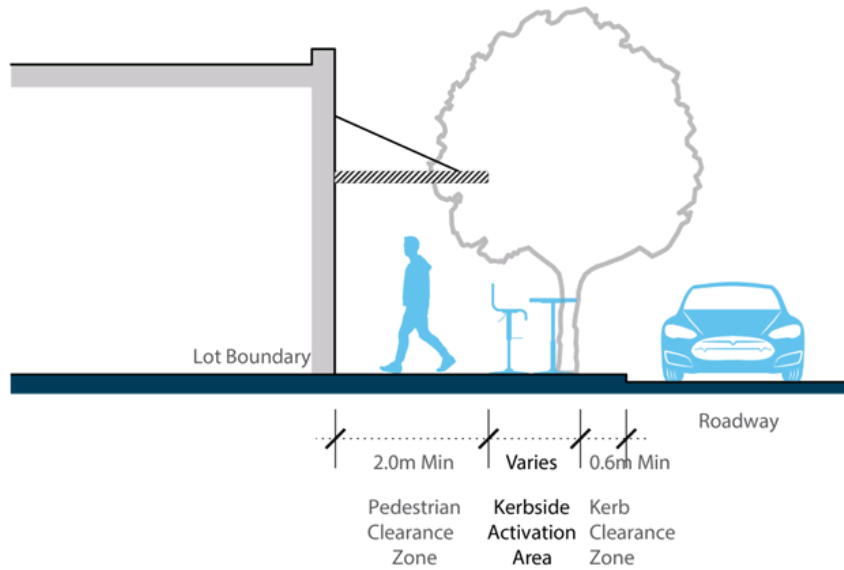 Lot Boundary
Roadway
2.0m Min
Varies
0.6m Min
Pedestrian
Clearance
Zone
Kerbside
Activation
Area
Kerb
Clearance
Zone